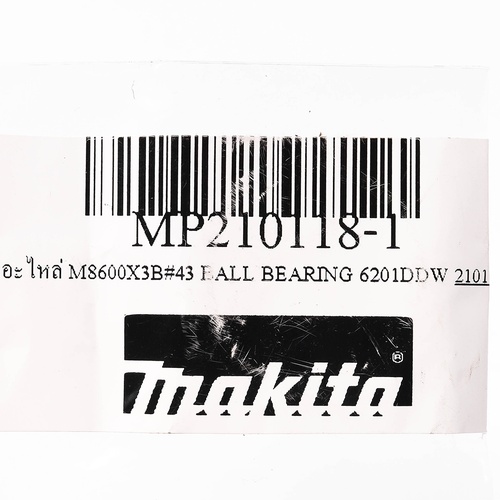 MP210118-1
อะไหล่ M8600X3B#43 BALL BEARING 6201DDW 2101
makita ®